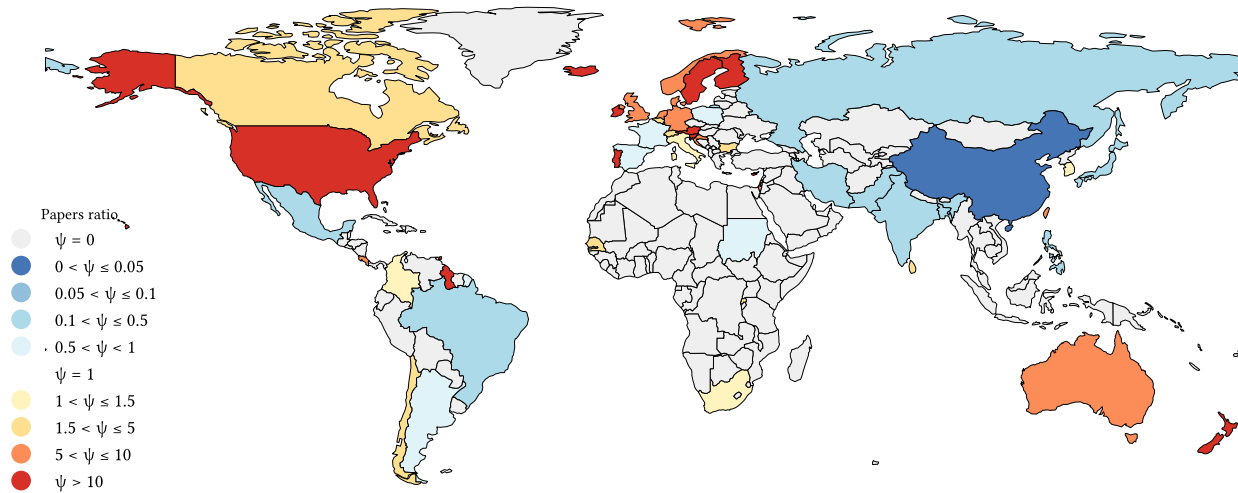 Papers ratio
ψ = 0
0 < ψ ≤ 0.05
0.05 < ψ ≤ 0.1
0.1 < ψ ≤ 0.5
0.5 < ψ < 1
ψ = 1
1 < ψ ≤ 1.5
1.5 < ψ ≤ 5
5 < ψ ≤ 10
ψ > 10